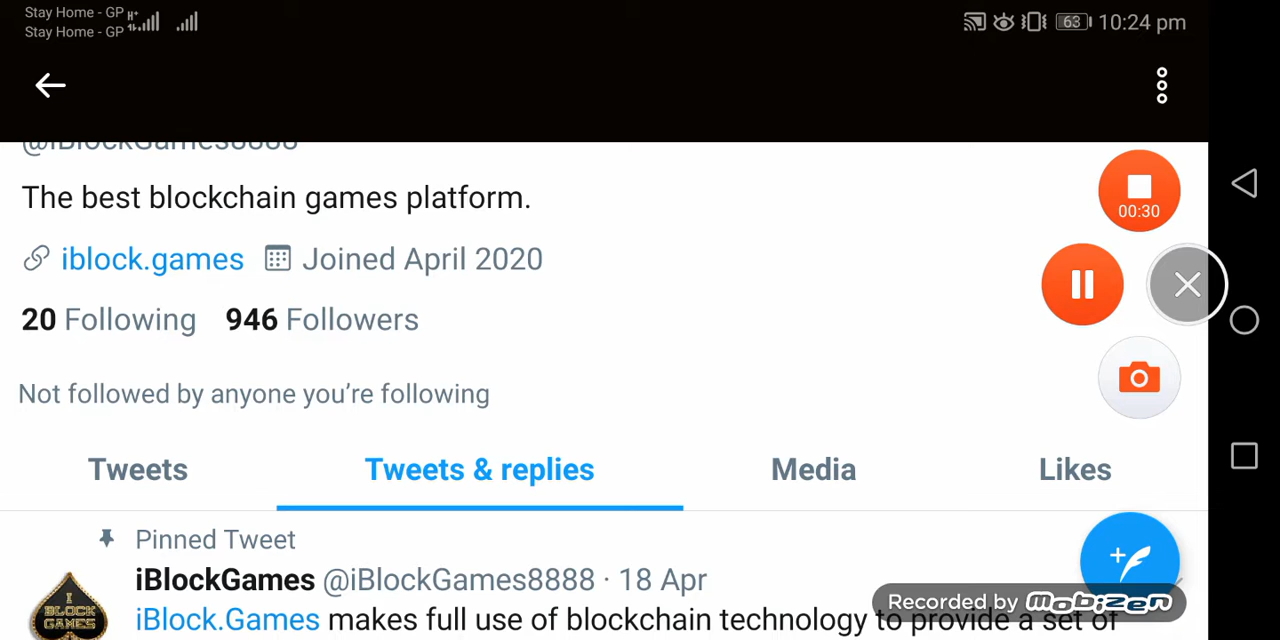 Stay Home - GP H+
Stay Home - GP
63 10:24 pm
@iBlockGames8888
The best blockchain games platform.
00:30
iblock.games Joined April 2020
20 Following 946 Followers
Not followed by anyone you’re following
Tweets Tweets & replies Media Likes
Pinned Tweet
iBlockGames @iBlockGames8888 · 18 Apr
I BLOCK GAMES
iBlock.Games makes full use of blockchain technology to provide a set of
Recorded by mobizen